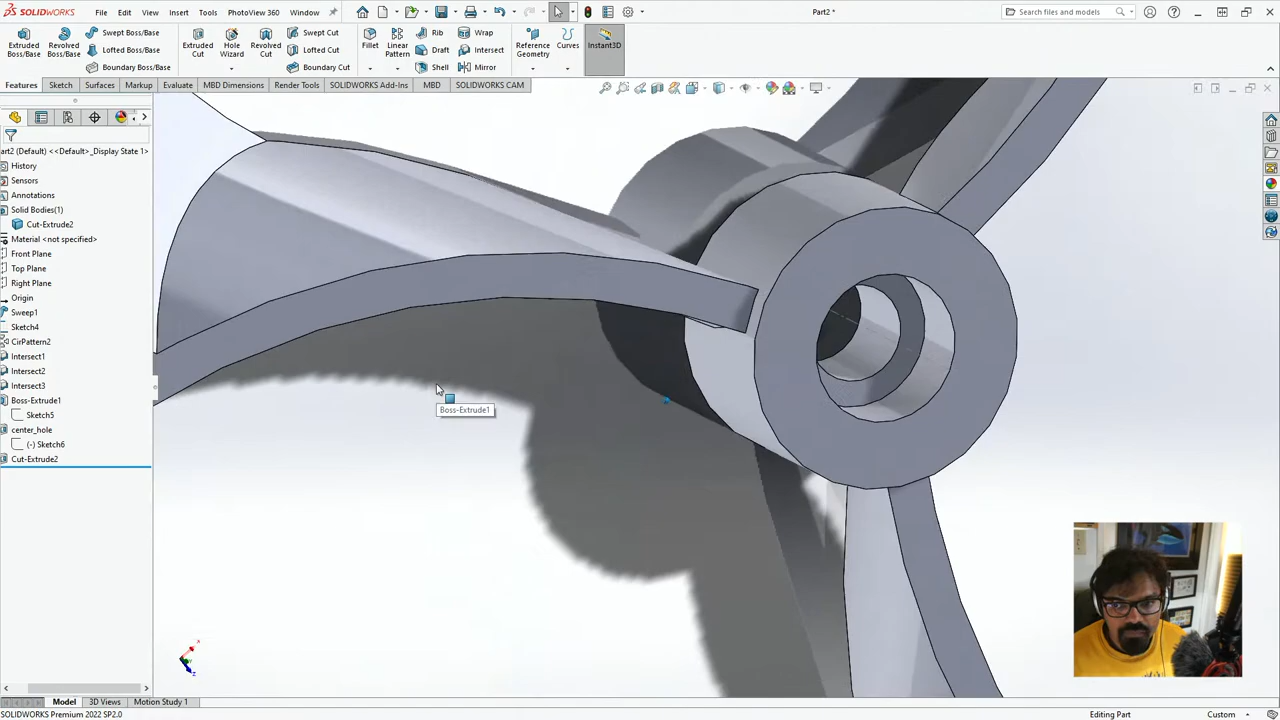 SOLIDWORKS File Edit View Insert Tools PhotoView 360 Window Part2 * Search files and models
Extruded Boss/Base Revolved Boss/Base Swept Boss/Base Lofted Boss/Base Boundary Boss/Base Extruded Cut Hole Wizard Revolved Cut Swept Cut Lofted Cut Boundary Cut Fillet Linear Pattern Rib Draft Shell Wrap Intersect Mirror Reference Geometry Curves Instant3D
Features Sketch Surfaces Markup Evaluate MBD Dimensions Render Tools SOLIDWORKS Add-Ins MBD SOLIDWORKS CAM
art2 (Default) <<Default>_Display State 1>
History
Sensors
Annotations
Solid Bodies(1)
Cut-Extrude2
Material <not specified>
Front Plane
Top Plane
Right Plane
Origin
Sweep1
Sketch4
CirPattern2
Intersect1
Intersect2
Intersect3
Boss-Extrude1
Sketch5
center_hole
(-) Sketch6
Cut-Extrude2
Boss-Extrude1
Model 3D Views Motion Study 1
SOLIDWORKS Premium 2022 SP2.0 Editing Part Custom